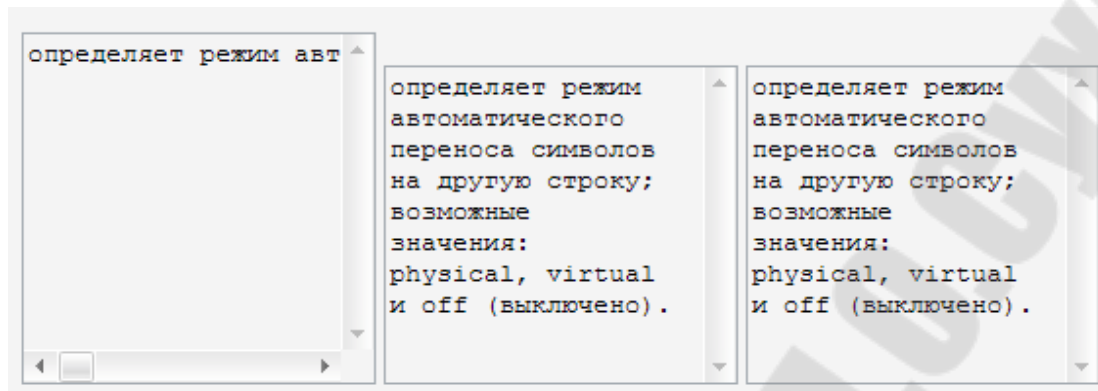 определяет режим авт
определяет режим
автоматического
переноса символов
на другую строку;
возможные
значения:
physical, virtual
и off (выключено).
определяет режим
автоматического
переноса символов
на другую строку;
возможные
значения:
physical, virtual
и off (выключено).